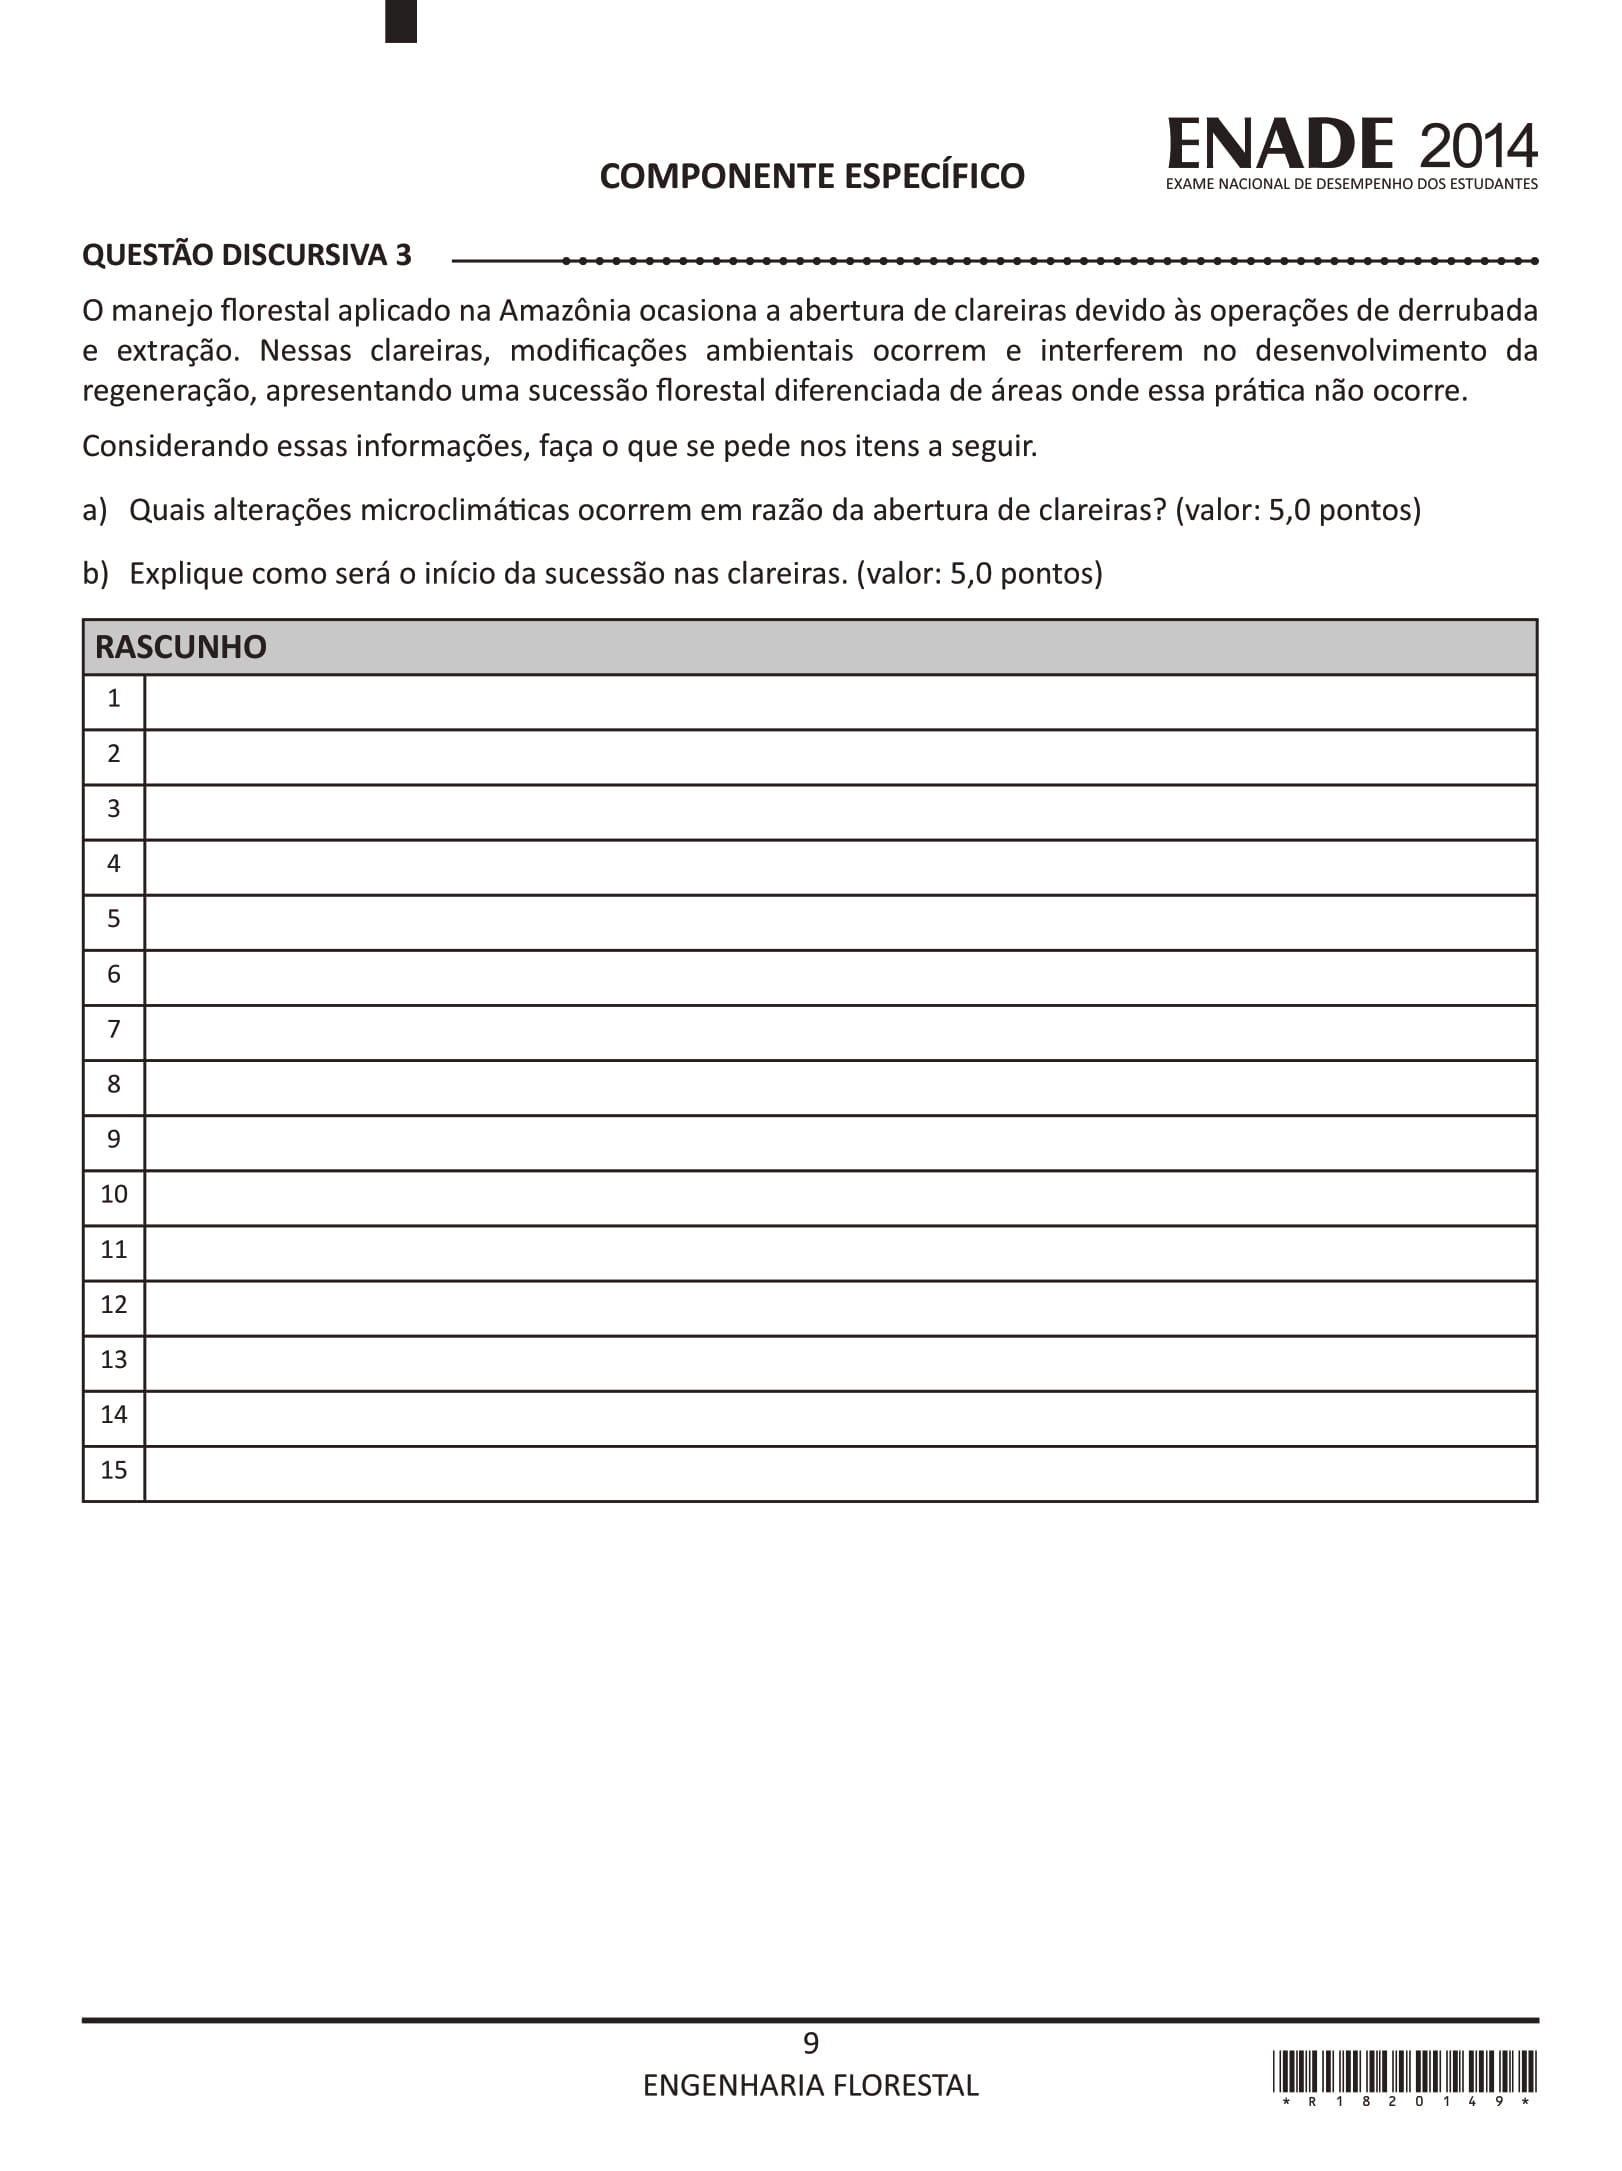 ENADE 2014
EXAME NACIONAL DE DESEMPENHO DOS ESTUDANTES
COMPONENTE ESPECÍFICO
QUESTÃO DISCURSIVA 3
O manejo florestal aplicado na Amazônia ocasiona a abertura de clareiras devido às operações de derrubada
e extração. Nessas clareiras, modificações ambientais ocorrem e interferem no desenvolvimento da
regeneração, apresentando uma sucessão florestal diferenciada de áreas onde essa prática não ocorre.
Considerando essas informações, faça o que se pede nos itens a seguir.
a) Quais alterações microclimáticas ocorrem em razão da abertura de clareiras? (valor: 5,0 pontos)
b) Explique como será o início da sucessão nas clareiras. (valor: 5,0 pontos)
RASCUNHO
1
2
3
4
5
6
7
8
9
10
11
12
13
14
15
9
ENGENHARIA FLORESTAL
* R 1 8 2 0 1 4 9 *